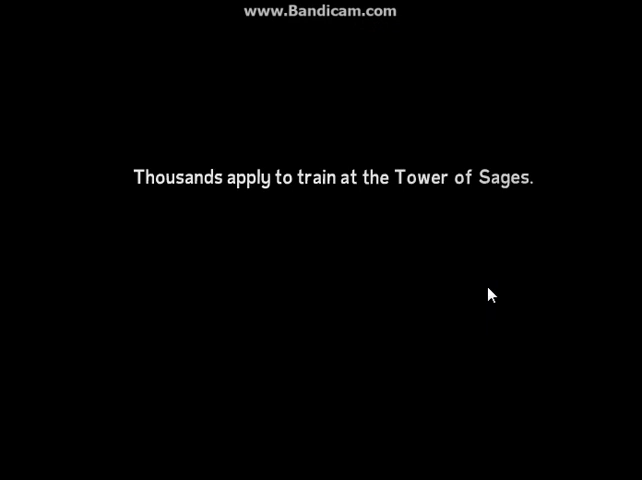 www.Bandicam.com
Thousands apply to train at the Tower of Sages.